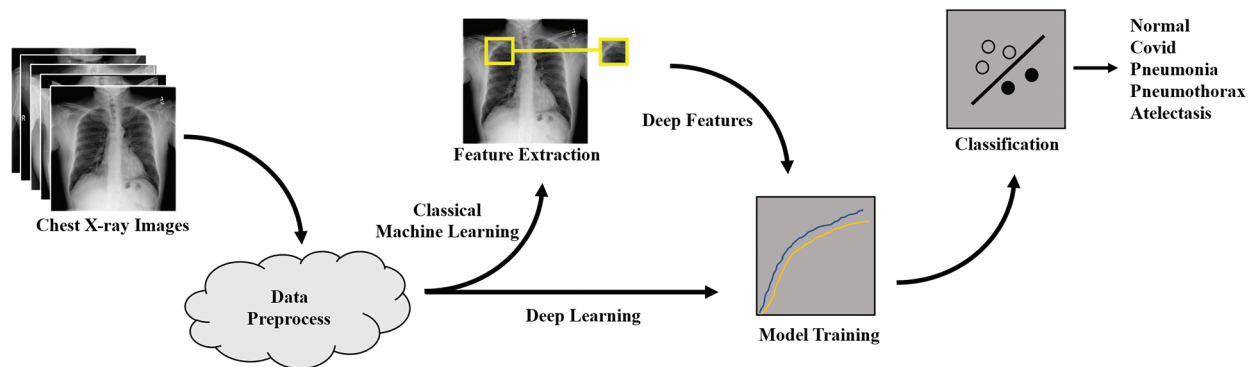 Chest X-ray Images
Data
Preprocess
Classical
Machine Learning
Deep Learning
Feature Extraction
Deep Features
Model Training
Classification
Normal
Covid
Pneumonia
Pneumothorax
Atelectasis
R